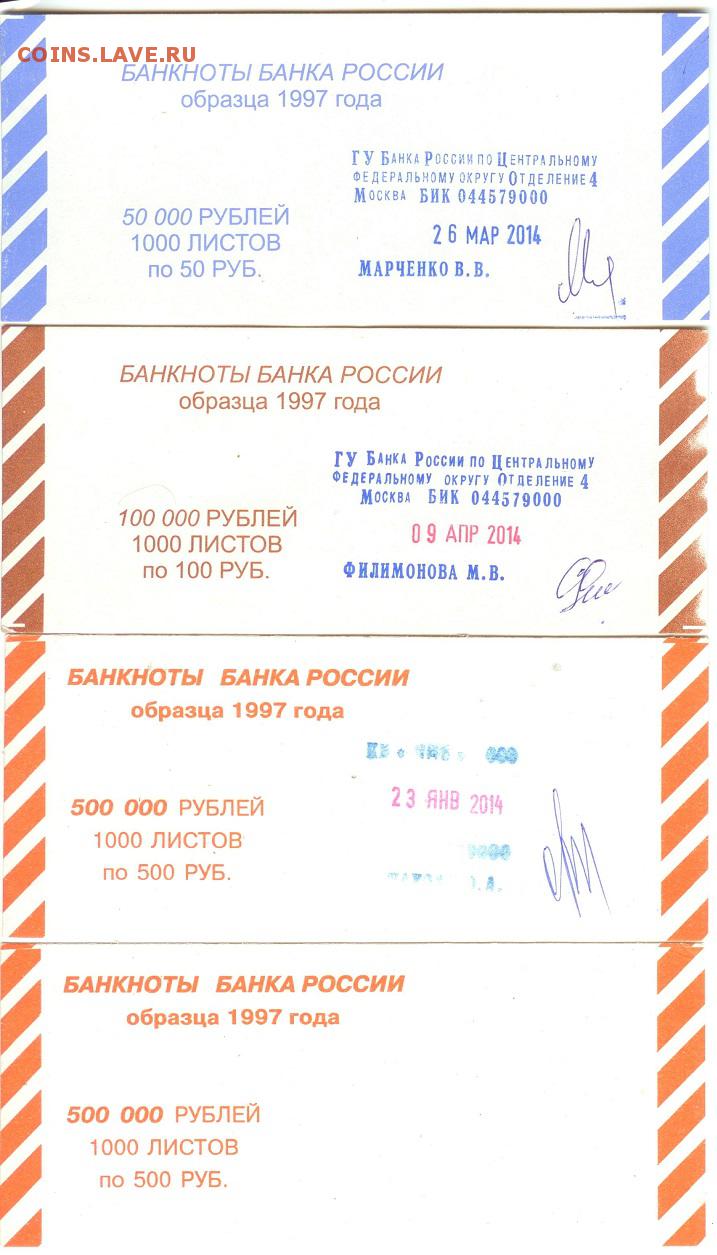 COINS.LAVE.RU
БАНКНОТЫ БАНКА РОССИИ
образца 1997 года
ГУ БАНКА РОССИИ ПО ЦЕНТРАЛЬНОМУ
ФЕДЕРАЛЬНОМУ ОКРУГУ ОТДЕЛЕНИЕ 4
МОСКВА БИК 044579000
50 000 РУБЛЕЙ
1000 ЛИСТОВ
по 50 РУБ.
26 МАР 2014
МАРЧЕНКО В.В.
БАНКНОТЫ БАНКА РОССИИ
образца 1997 года
ГУ БАНКА РОССИИ ПО ЦЕНТРАЛЬНОМУ
ФЕДЕРАЛЬНОМУ ОКРУГУ ОТДЕЛЕНИЕ 4
МОСКВА БИК 044579000
100 000 РУБЛЕЙ
1000 ЛИСТОВ
по 100 РУБ.
09 АПР 2014
ФИЛИМОНОВА М.В.
БАНКНОТЫ БАНКА РОССИИ
образца 1997 года
23 ЯНВ 2014
500 000 РУБЛЕЙ
1000 ЛИСТОВ
по 500 РУБ.
БАНКНОТЫ БАНКА РОССИИ
образца 1997 года
500 000 РУБЛЕЙ
1000 ЛИСТОВ
по 500 РУБ.